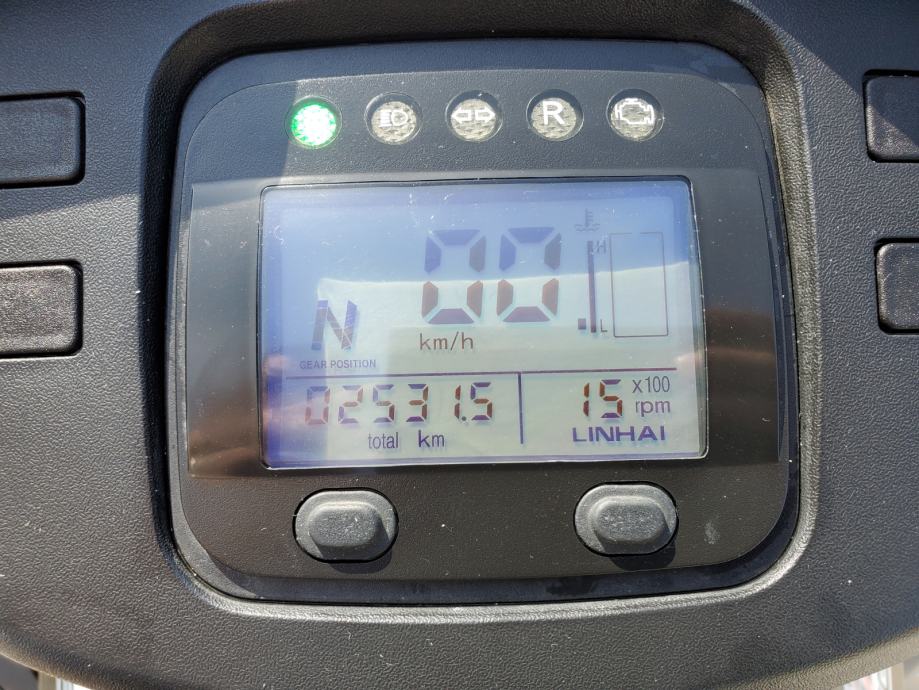 R
00
H
L
N
km/h
GEAR POSITION
02531.5
15 x100
rpm
total km
LINHAI